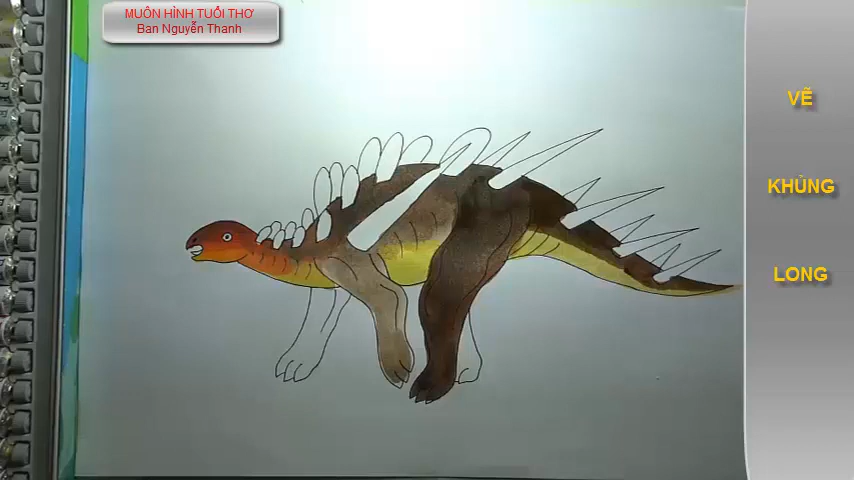 MUÔN HÌNH TUỔI THƠ
Ban Nguyễn Thanh
VẼ
KHỦNG
LONG